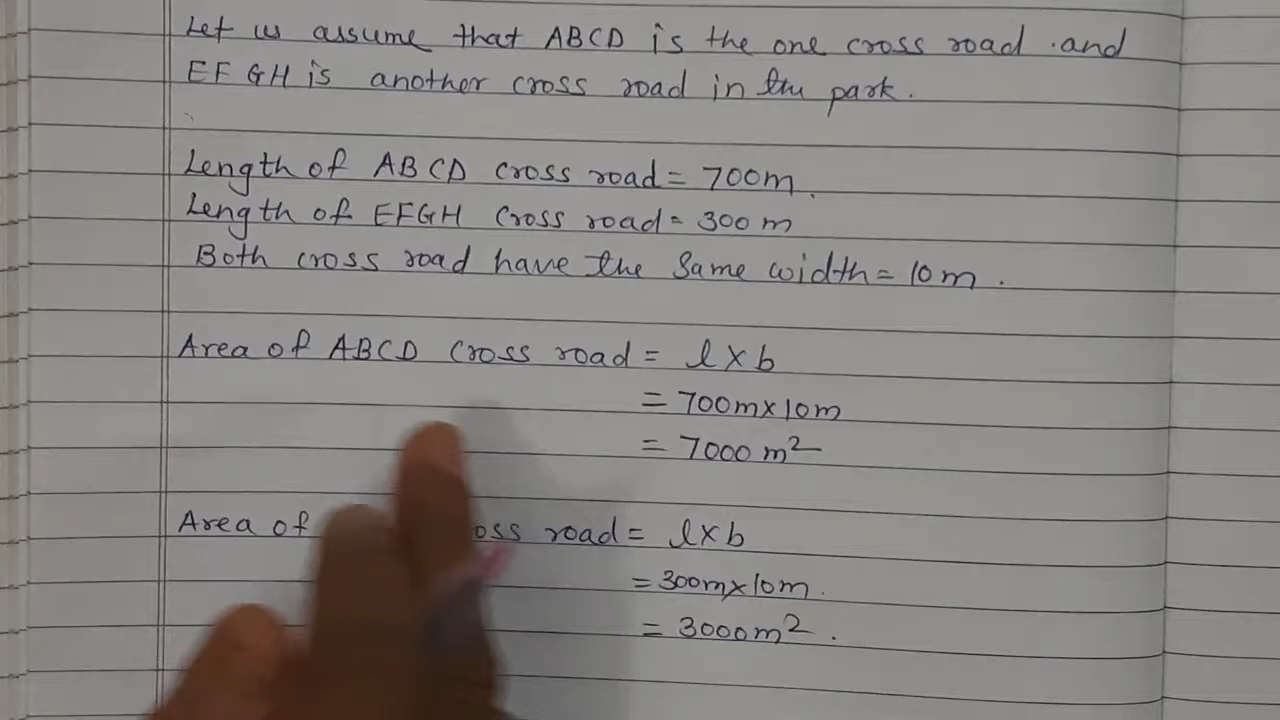 Let us assume that ABCD is the one cross road and
EFGH is another cross road in the park.
Length of ABCD cross road = 700m.
Length of EFGH cross road = 300 m
Both cross road have the same width = 10m.
Area of ABCD cross road = l×b
= 700m×10m
= 7000 m²
Area of oss road = l×b
= 300m×10m.
= 3000m².